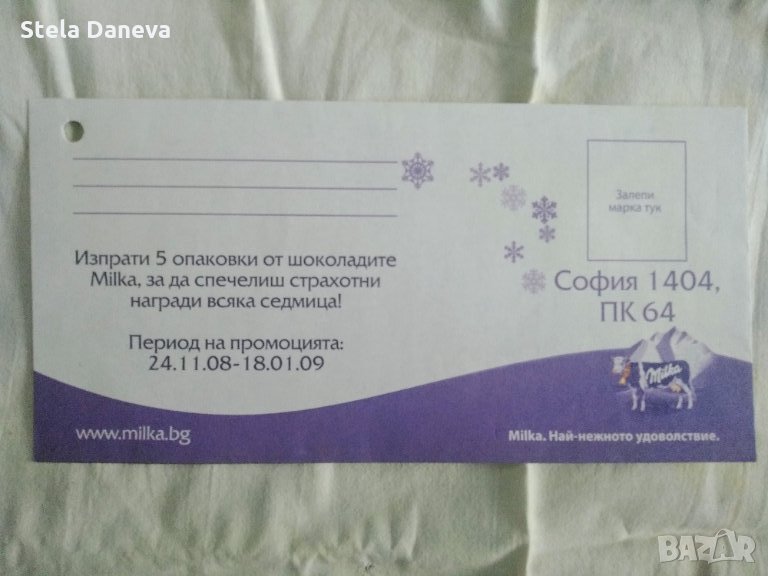 Stela Daneva
Залепи
марка тук
Изпрати 5 опаковки от шоколадите
Milka, за да спечелиш страхотни
награди всяка седмица!
София 1404,
ПК 64
Период на промоцията:
24.11.08-18.01.09
Milka
www.milka.bg
Milka. Най-нежното удоволствие.
BAZAR